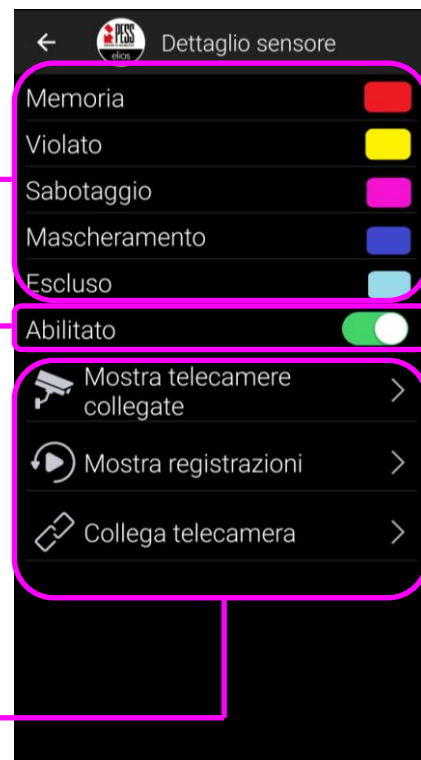 PESS
elios
Dettaglio sensore
Memoria
Violato
Sabotaggio
Mascheramento
Escluso
Abilitato
Mostra telecamere
collegate
Mostra registrazioni
Collega telecamera